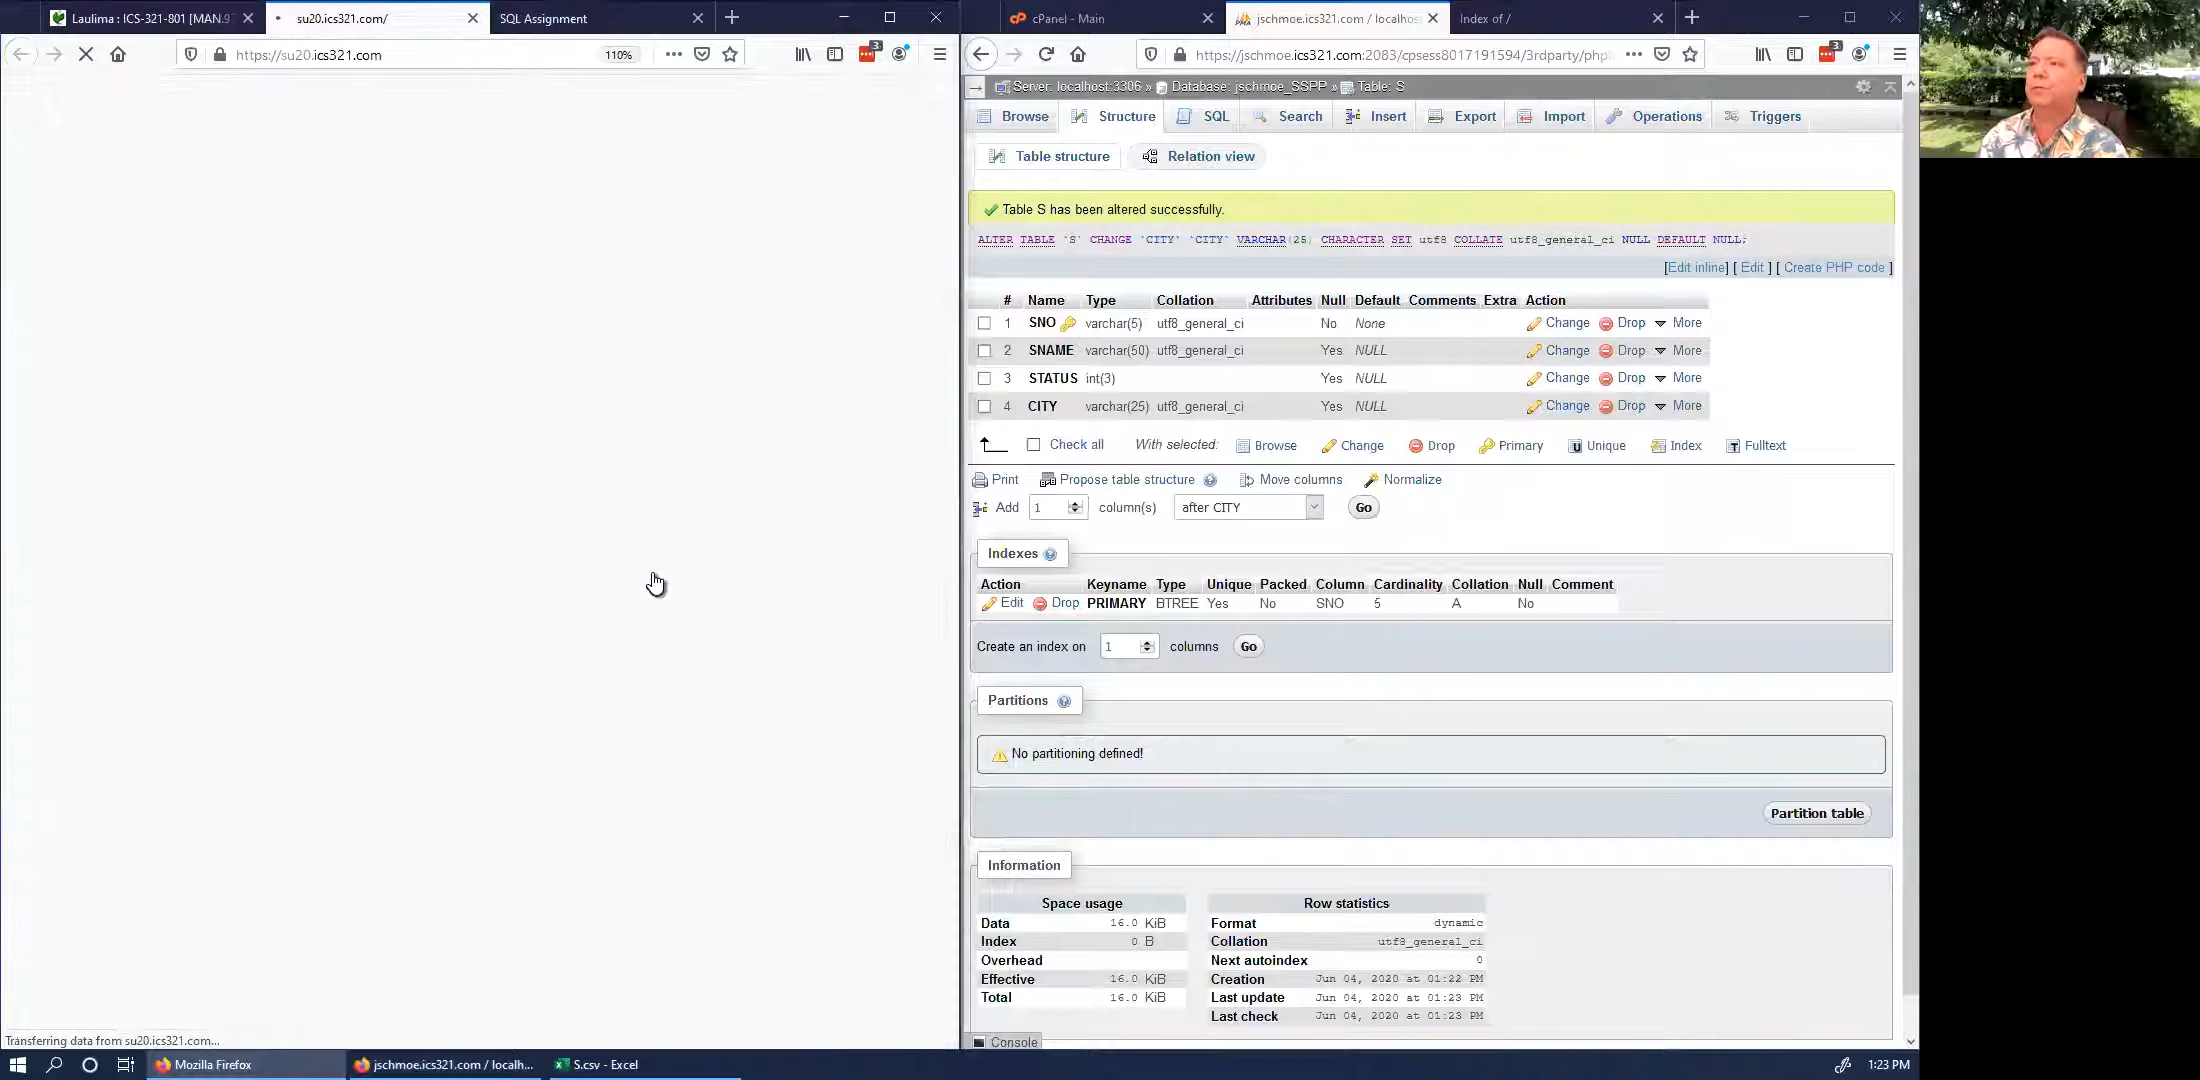 Laulima : ICS-321-801 [MAN.9
su20.ics321.com/
SQL Assignment
https://su20.ics321.com
110%
3
Transferring data from su20.ics321.com...
cPanel - Main
jschmoe.ics321.com / localhos
Index of /
https://jschmoe.ics321.com:2083/cpsess8017191594/3rdparty/php
3
Server: localhost:3306 » Database: jschmoe_SSPP » Table: S
Browse Structure SQL Search Insert Export Import Operations Triggers
Table structure Relation view
Table S has been altered successfully.
ALTER TABLE `S` CHANGE `CITY` `CITY` VARCHAR(25) CHARACTER SET utf8 COLLATE utf8_general_ci NULL DEFAULT NULL;
[Edit inline] [ Edit ] [ Create PHP code ]
# Name Type Collation Attributes Null Default Comments Extra Action
1 SNO varchar(5) utf8_general_ci No None Change Drop More
2 SNAME varchar(50) utf8_general_ci Yes NULL Change Drop More
3 STATUS int(3) Yes NULL Change Drop More
4 CITY varchar(25) utf8_general_ci Yes NULL Change Drop More
Check all With selected: Browse Change Drop Primary Unique Index Fulltext
Print Propose table structure Move columns Normalize
Add 1 column(s) after CITY Go
Indexes
Action Keyname Type Unique Packed Column Cardinality Collation Null Comment
Edit Drop PRIMARY BTREE Yes No SNO 5 A No
Create an index on 1 columns Go
Partitions
No partitioning defined!
Partition table
Information
Space usage
Data 16.0 KiB
Index 0 B
Overhead
Effective 16.0 KiB
Total 16.0 KiB
Row statistics
Format dynamic
Collation utf8_general_ci
Next autoindex 0
Creation Jun 04, 2020 at 01:22 PM
Last update Jun 04, 2020 at 01:23 PM
Last check Jun 04, 2020 at 01:23 PM
Console
Mozilla Firefox
jschmoe.ics321.com / localh...
S.csv - Excel
1:23 PM